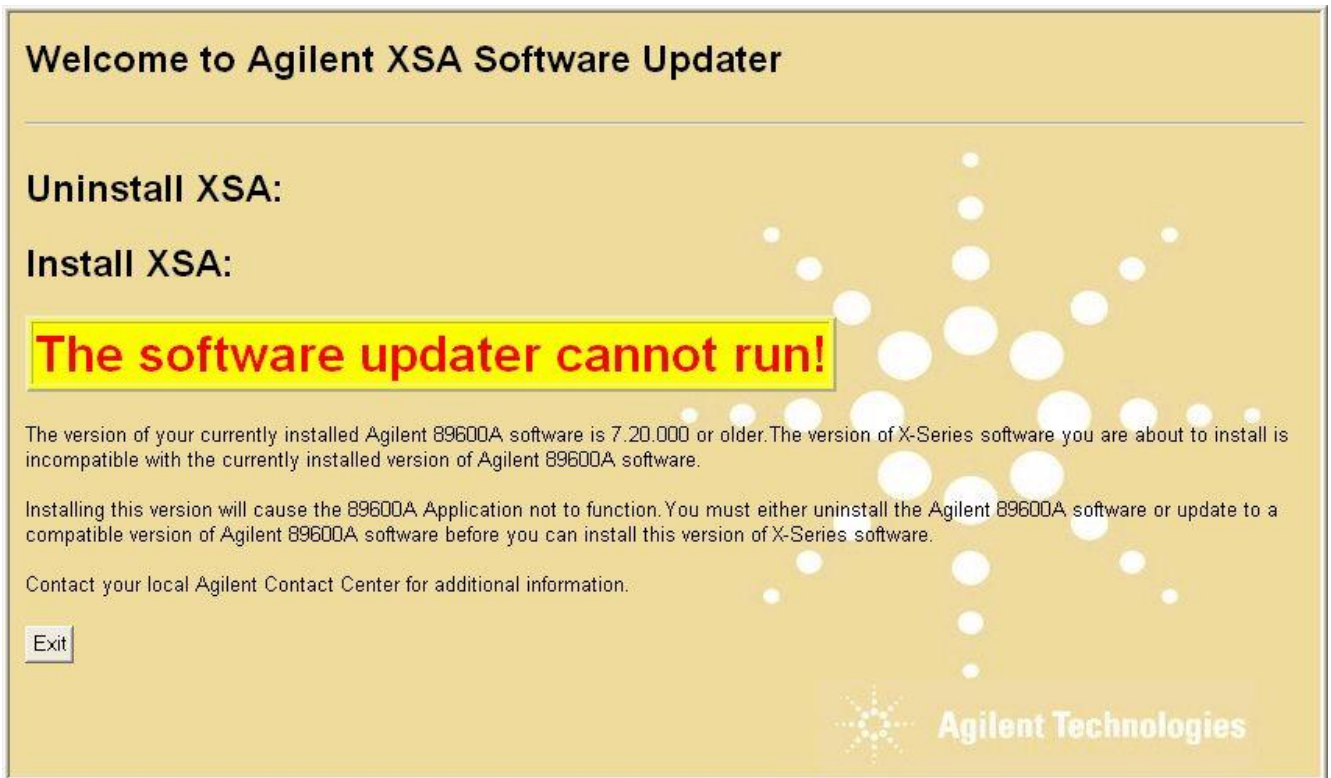 Welcome to Agilent XSA Software Updater
Uninstall XSA:
Install XSA:
The software updater cannot run!
The version of your currently installed Agilent 89600A software is 7.20.000 or older.The version of X-Series software you are about to install is
incompatible with the currently installed version of Agilent 89600A software.
Installing this version will cause the 89600A Application not to function.You must either uninstall the Agilent 89600A software or update to a
compatible version of Agilent 89600A software before you can install this version of X-Series software.
Contact your local Agilent Contact Center for additional information.
Exit
Agilent Technologies